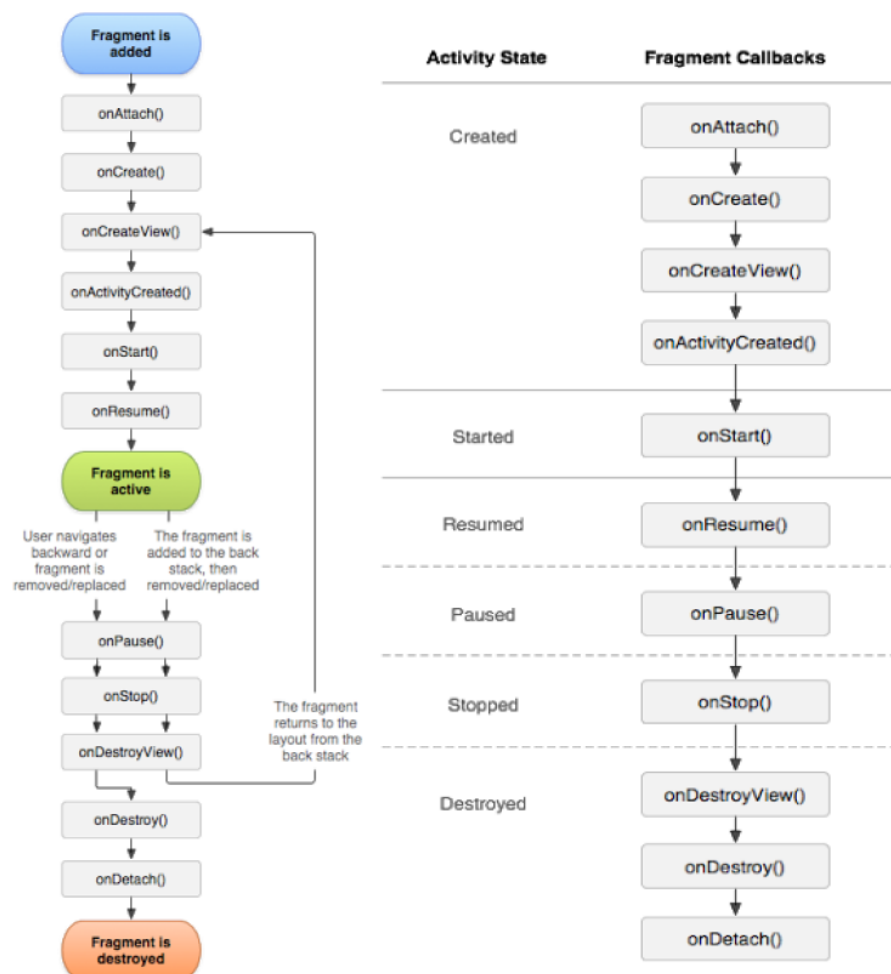 Fragment is
added
onAttach()
onCreate()
onCreateView()
onActivityCreated()
onStart()
onResume()
Fragment is
active
User navigates
backward or
fragment is
removed/replaced
The fragment is
added to the back
stack, then
removed/replaced
onPause()
onStop()
onDestroyView()
The fragment
returns to the
layout from the
back stack
onDestroy()
onDetach()
Fragment is
destroyed
Activity State
Fragment Callbacks
Created
onAttach()
onCreate()
onCreateView()
onActivityCreated()
Started
onStart()
Resumed
onResume()
Paused
onPause()
Stopped
onStop()
Destroyed
onDestroyView()
onDestroy()
onDetach()